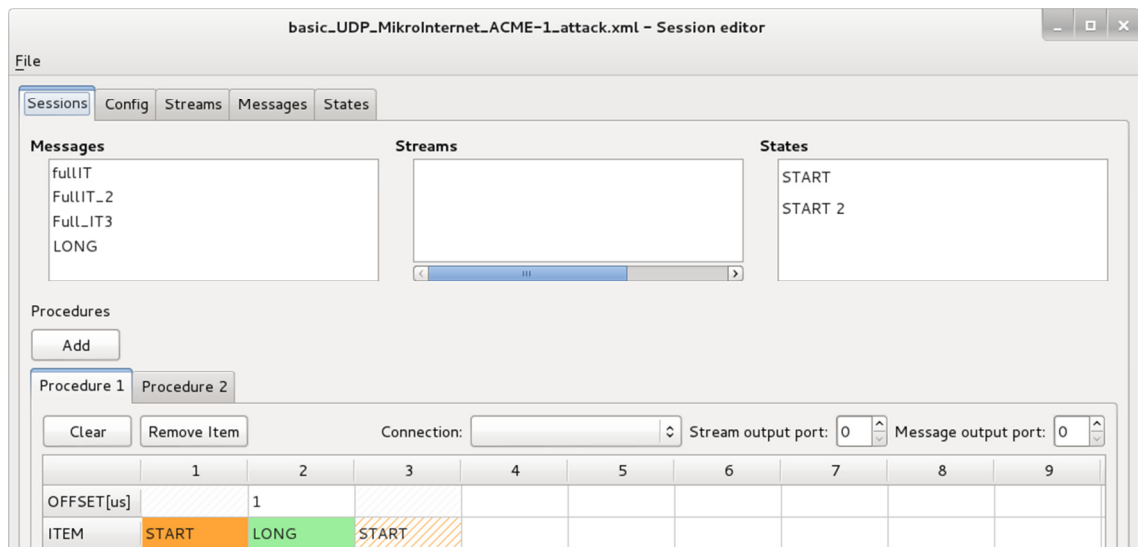 basic_UDP_MikroInternet_ACME-1_attack.xml - Session editor
File
Sessions Config Streams Messages States
Messages Streams States
fullIT
FullIT_2
Full_IT3
LONG
START
START 2
Procedures
Add
Procedure 1 Procedure 2
Clear Remove Item Connection: Stream output port: 0 Message output port: 0
1 2 3 4 5 6 7 8 9
OFFSET[us] 1
ITEM START LONG START